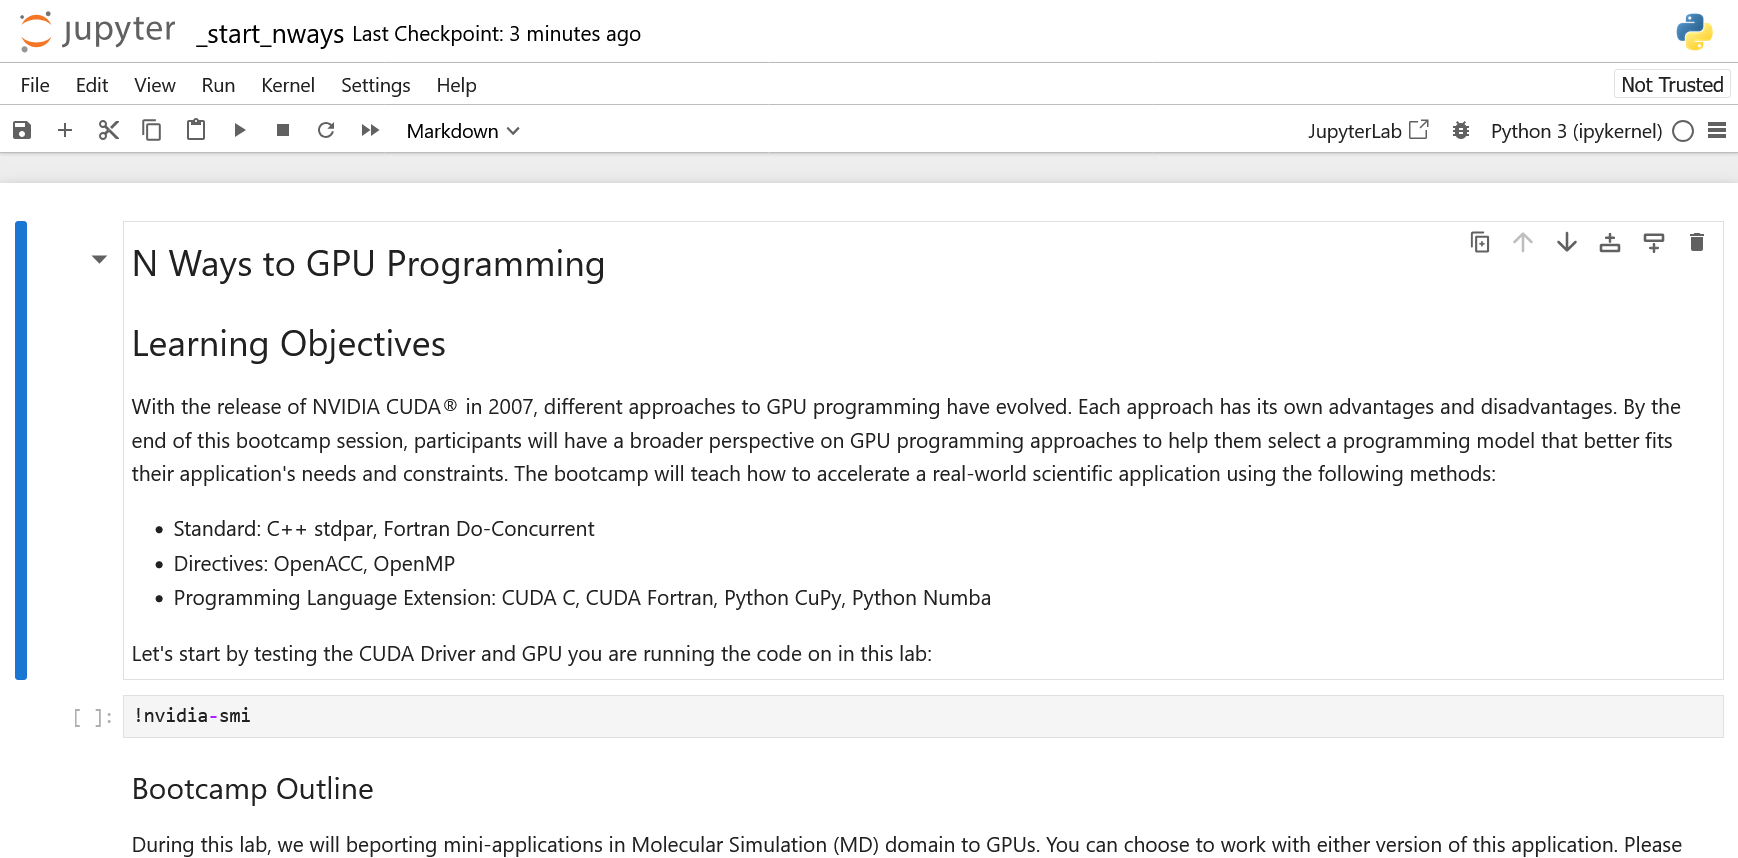 jupyter _start_nways Last Checkpoint: 3 minutes ago
File Edit View Run Kernel Settings Help Not Trusted
Markdown JupyterLab Python 3 (ipykernel)
N Ways to GPU Programming
Learning Objectives
With the release of NVIDIA CUDA® in 2007, different approaches to GPU programming have evolved. Each approach has its own advantages and disadvantages. By the
end of this bootcamp session, participants will have a broader perspective on GPU programming approaches to help them select a programming model that better fits
their application's needs and constraints. The bootcamp will teach how to accelerate a real-world scientific application using the following methods:
• Standard: C++ stdpar, Fortran Do-Concurrent
• Directives: OpenACC, OpenMP
• Programming Language Extension: CUDA C, CUDA Fortran, Python CuPy, Python Numba
Let's start by testing the CUDA Driver and GPU you are running the code on in this lab:
[ ]: !nvidia-smi
Bootcamp Outline
During this lab, we will beporting mini-applications in Molecular Simulation (MD) domain to GPUs. You can choose to work with either version of this application. Please